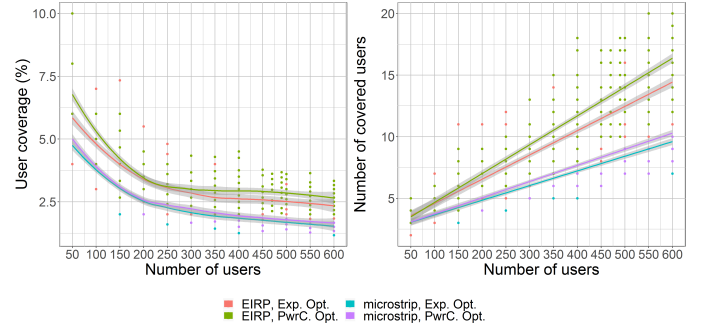 10.0
7.5
5.0
2.5
User coverage (%)
50 100 150 200 250 300 350 400 450 500 550 600
Number of users
20
15
10
5
Number of covered users
50 100 150 200 250 300 350 400 450 500 550 600
Number of users
EIRP, Exp. Opt. microstrip, Exp. Opt.
EIRP, PwrC. Opt. microstrip, PwrC. Opt.